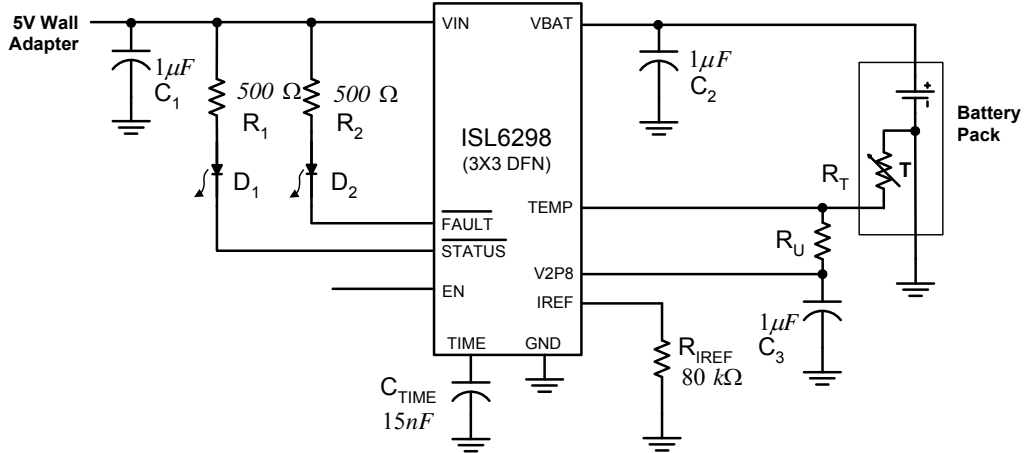 5V Wall
Adapter
1µF
C1
500 Ω
R1
500 Ω
R2
D1
D2
VIN
VBAT
ISL6298
(3X3 DFN)
TEMP
FAULT
STATUS
V2P8
EN
IREF
TIME
GND
1µF
C2
+
Battery
Pack
RT
T
RU
1µF
C3
RIREF
80 kΩ
CTIME
15nF